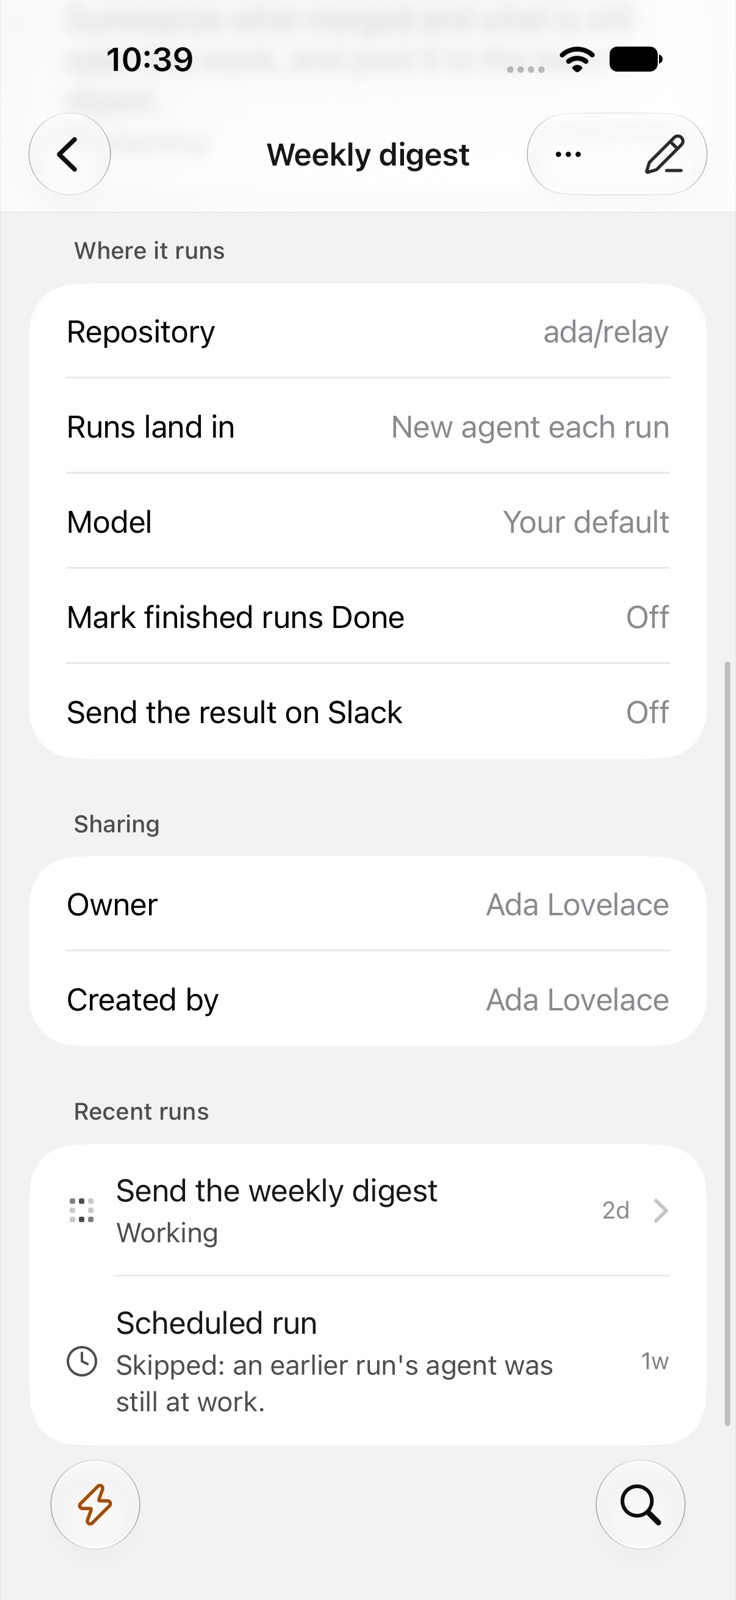 10:39
Weekly digest
Where it runs
Repository
ada/relay
Runs land in
New agent each run
Model
Your default
Mark finished runs Done
Off
Send the result on Slack
Off
Sharing
Owner
Ada Lovelace
Created by
Ada Lovelace
Recent runs
Send the weekly digest
Working
2d
Scheduled run
Skipped: an earlier run's agent was
still at work.
1w